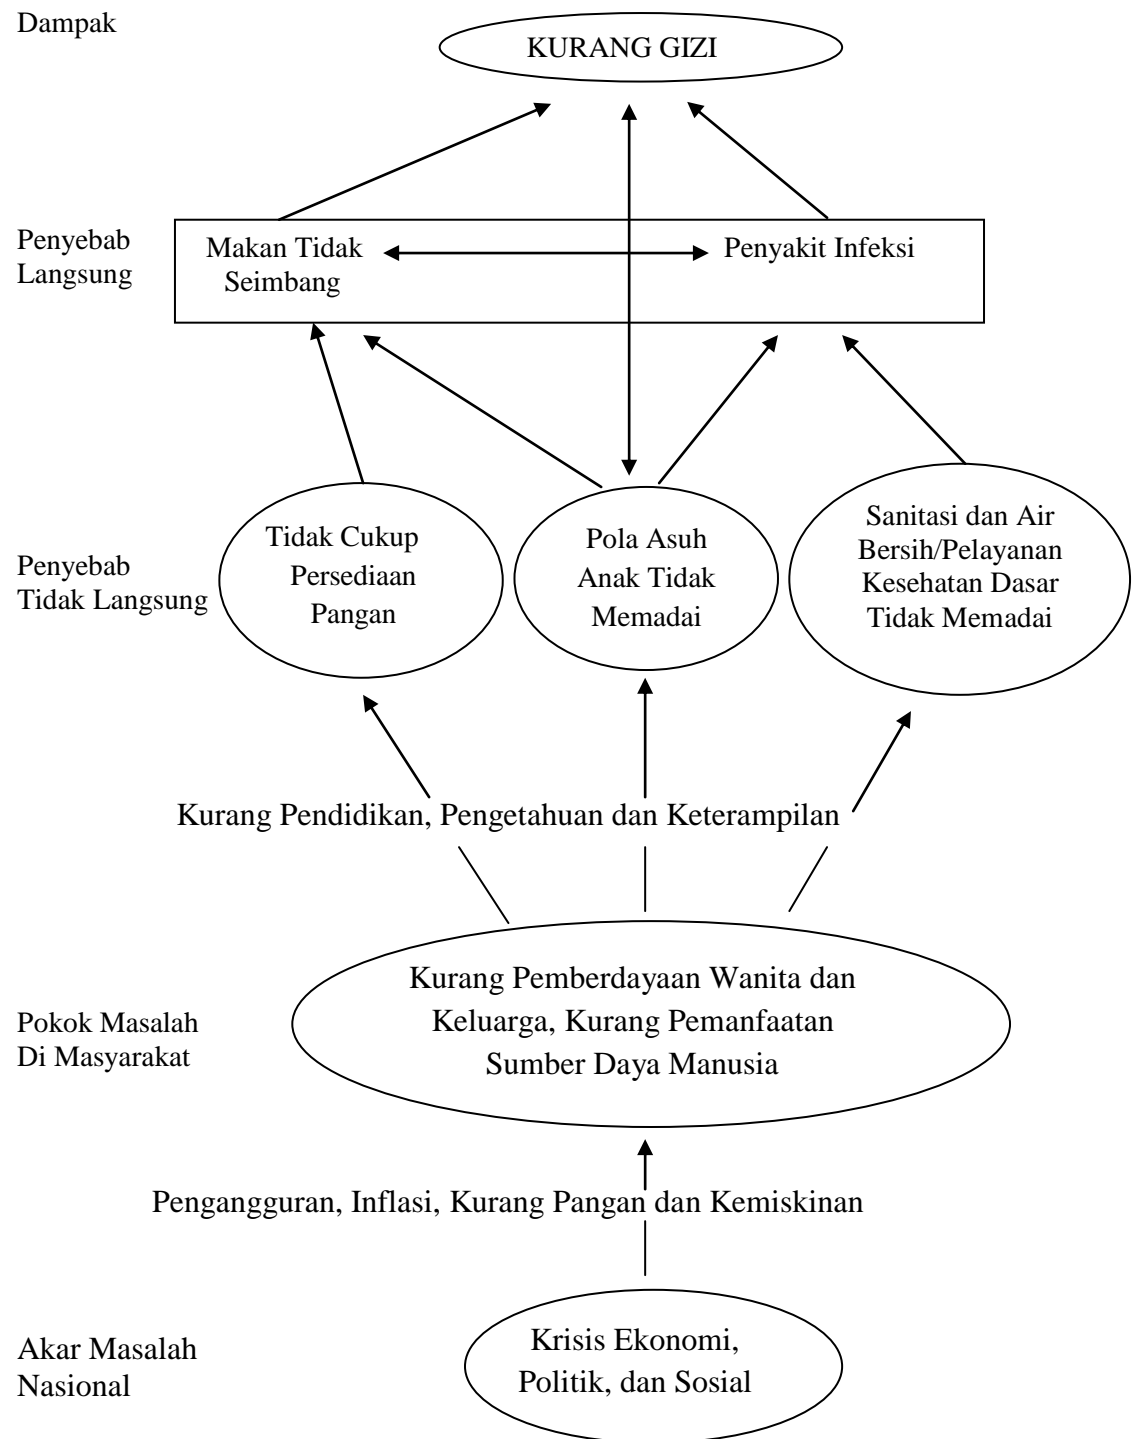 Dampak
KURANG GIZI
Penyebab
Langsung
Makan Tidak
Seimbang
Penyakit Infeksi
Penyebab
Tidak Langsung
Tidak Cukup
Persediaan
Pangan
Pola Asuh
Anak Tidak
Memadai
Sanitasi dan Air
Bersih/Pelayanan
Kesehatan Dasar
Tidak Memadai
Kurang Pendidikan, Pengetahuan dan Keterampilan
Pokok Masalah
Di Masyarakat
Kurang Pemberdayaan Wanita dan
Keluarga, Kurang Pemanfaatan
Sumber Daya Manusia
Pengangguran, Inflasi, Kurang Pangan dan Kemiskinan
Akar Masalah
Nasional
Krisis Ekonomi,
Politik, dan Sosial